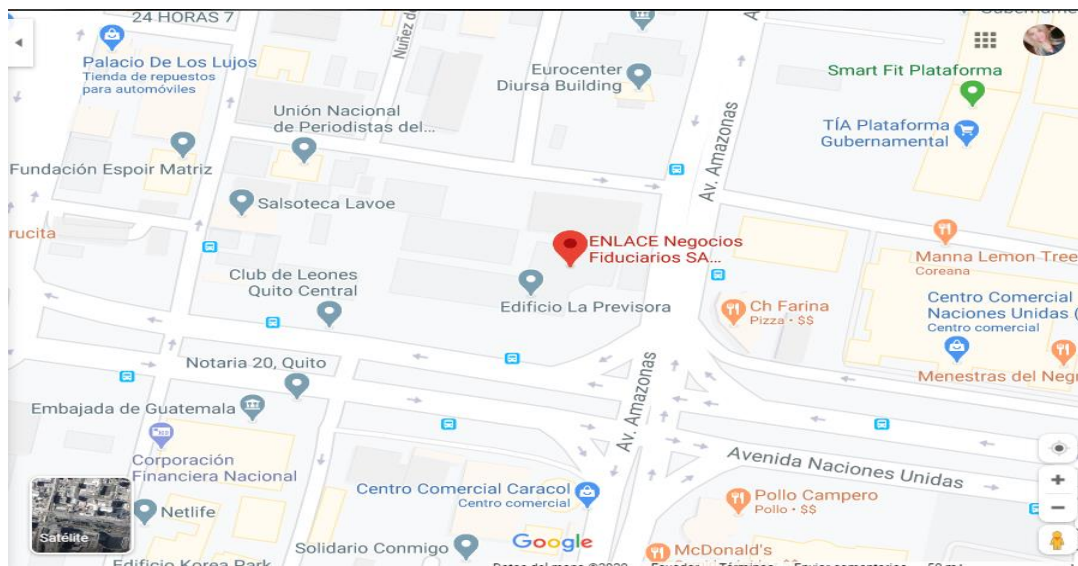 24 HORAS 7
Palacio De Los Lujos
Tienda de repuestos
para automóviles
Nuñez de
Eurocenter
Diursa Building
Av. Amazonas
Smart Fit Plataforma
TÍA Plataforma
Gubernamental
Unión Nacional
de Periodistas del...
Fundación Espoir Matriz
Salsoteca Lavoe
rucita
ENLACE Negocios
Fiduciarios SA...
Manna Lemon Tree
Coreana
Club de Leones
Quito Central
Edificio La Previsora
Ch Farina
Pizza · $$
Centro Comercial
Naciones Unidas (
Centro comercial
Notaria 20, Quito
Menestras del Negr
Embajada de Guatemala
Av. Amazonas
Corporación
Financiera Nacional
Avenida Naciones Unidas
Centro Comercial Caracol
Centro comercial
Pollo Campero
Pollo · $$
Netlife
Satélite
Solidario Conmigo
Google
McDonald's
Edificio Korea Park